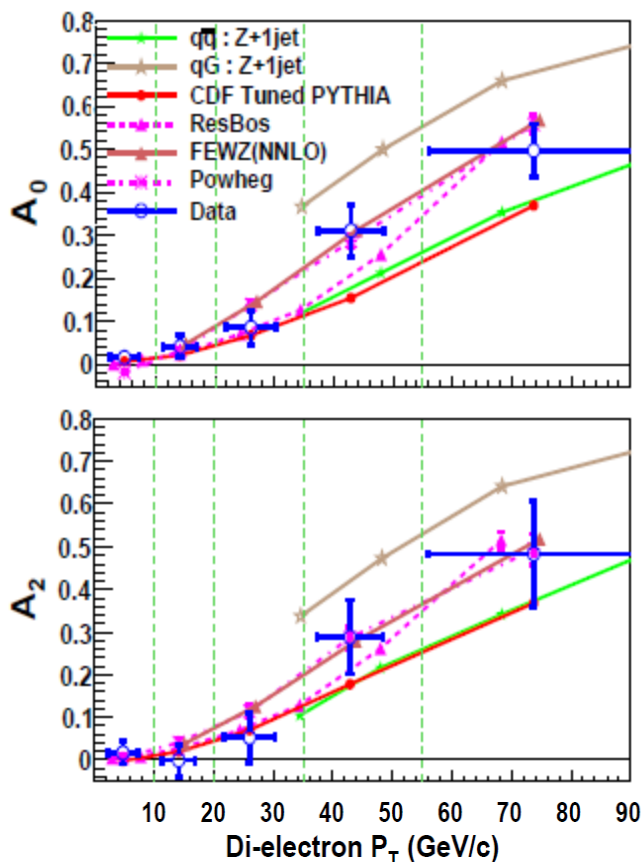 0.8
0.7
0.6
0.5
0.4
0.3
0.2
0.1
0
A0
qq̄ : Z+1jet
qG : Z+1jet
CDF Tuned PYTHIA
ResBos
FEWZ(NNLO)
Powheg
Data
0.8
0.7
0.6
0.5
0.4
0.3
0.2
0.1
0
A2
10 20 30 40 50 60 70 80 90
Di-electron PT (GeV/c)